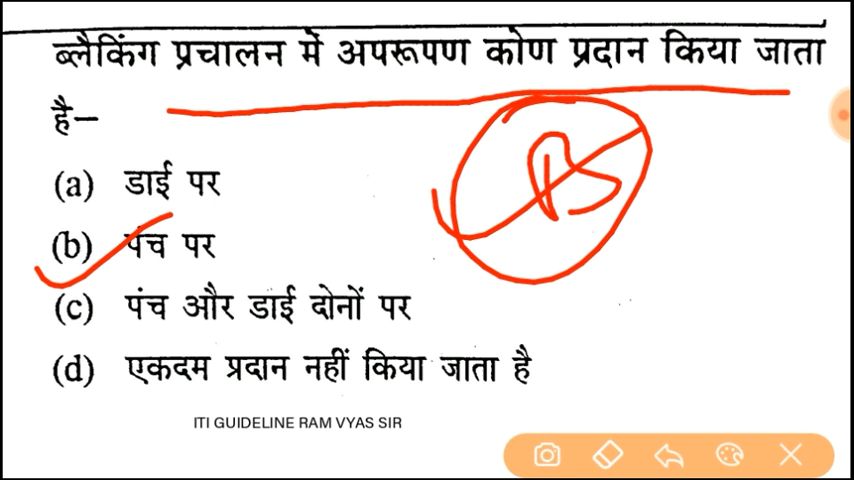 ब्लैकिंग प्रचालन में अपरूपण कोण प्रदान किया जाता
है–
(a) डाई पर
(b) पंच पर
(c) पंच और डाई दोनों पर
(d) एकदम प्रदान नहीं किया जाता है
B
ITI GUIDELINE RAM VYAS SIR